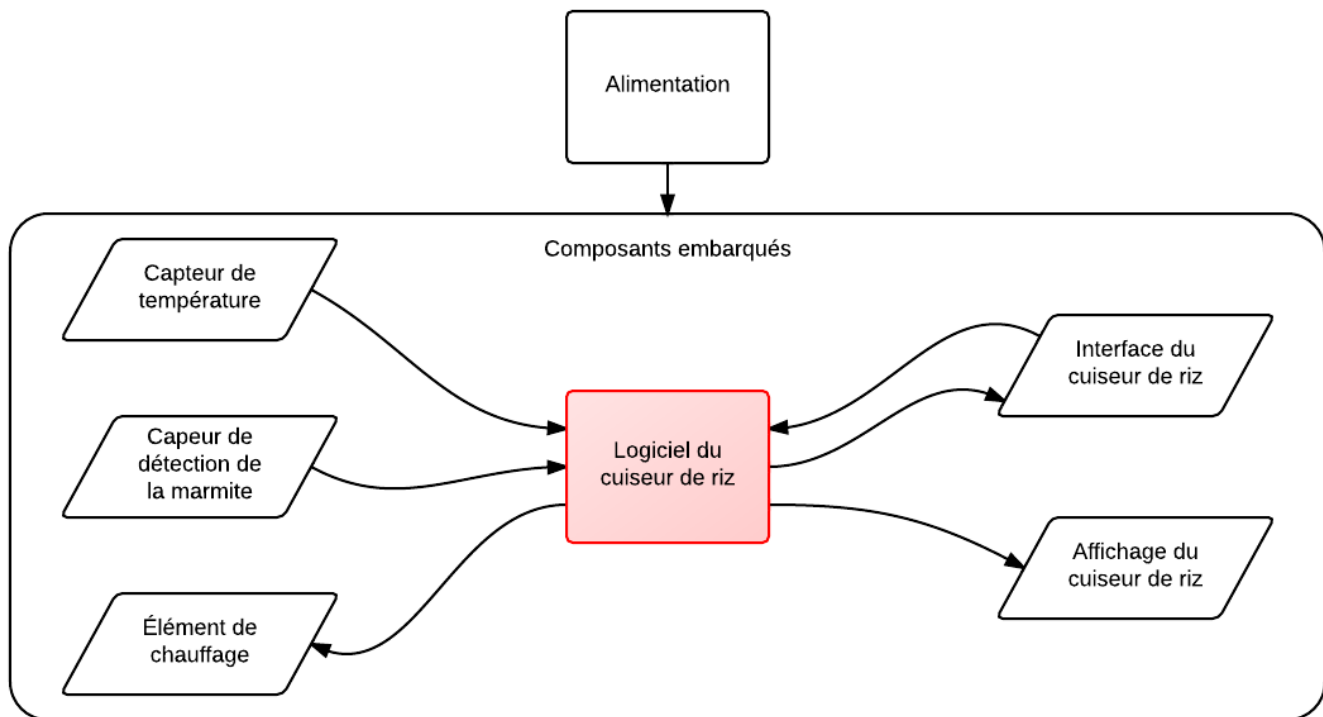 Alimentation
Composants embarqués
Capteur de
température
Capeur de
détection de
la marmite
Élément de
chauffage
Logiciel du
cuiseur de riz
Interface du
cuiseur de riz
Affichage du
cuiseur de riz